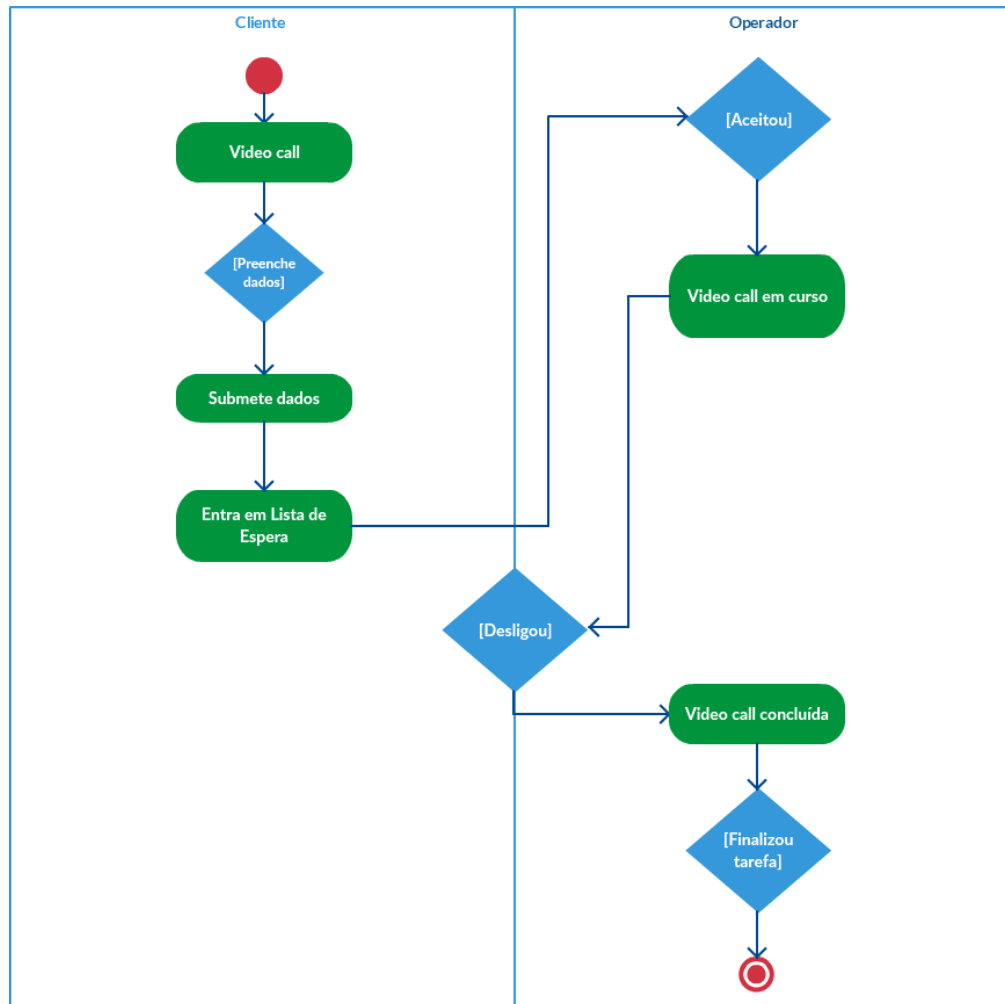 Cliente
Operador
Video call
[Preenche
dados]
Submete dados
Entra em Lista de
Espera
[Aceitou]
Video call em curso
[Desligou]
Video call concluída
[Finalizou
tarefa]